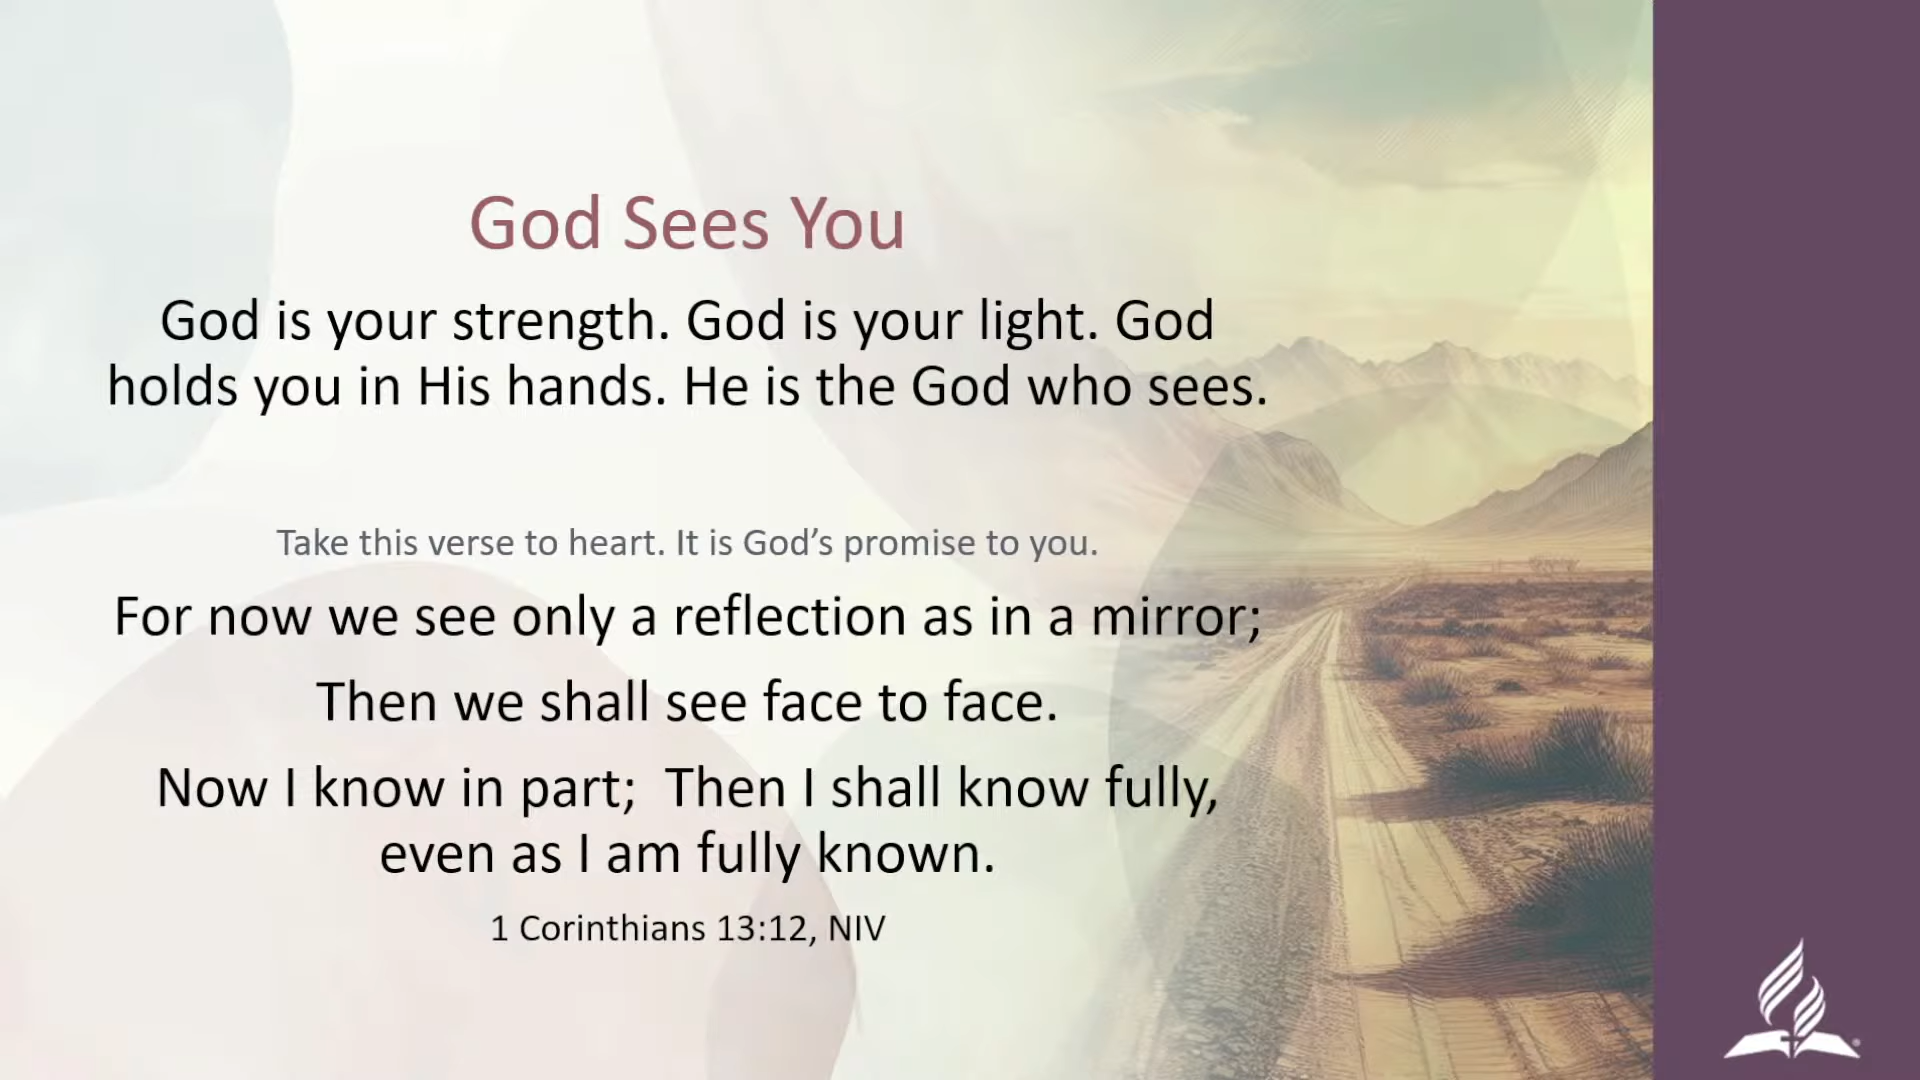 God Sees You
God is your strength. God is your light. God
holds you in His hands. He is the God who sees.
Take this verse to heart. It is God’s promise to you.
For now we see only a reflection as in a mirror;
Then we shall see face to face.
Now I know in part;  Then I shall know fully,
even as I am fully known.
1 Corinthians 13:12, NIV